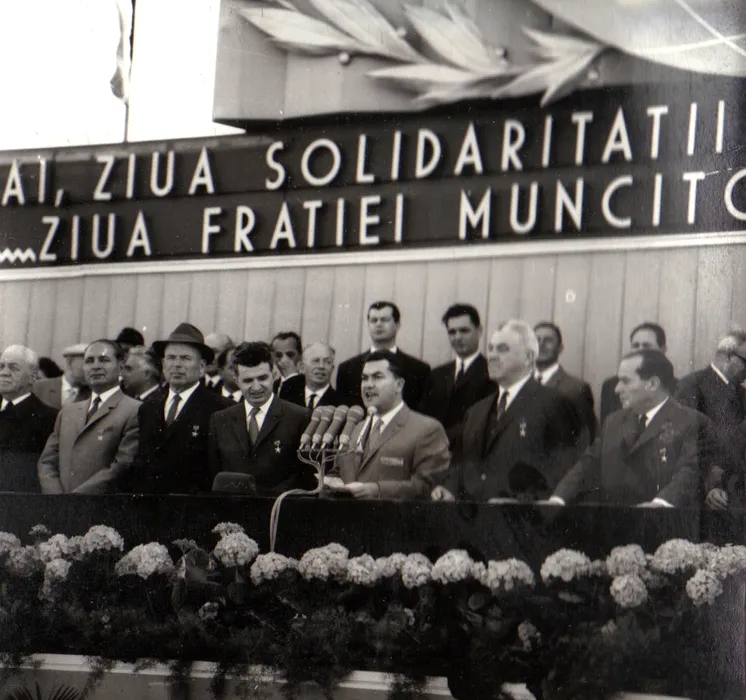 AI, ZIUA SOLIDARITATII
ZIUA FRATIEI MUNCITO